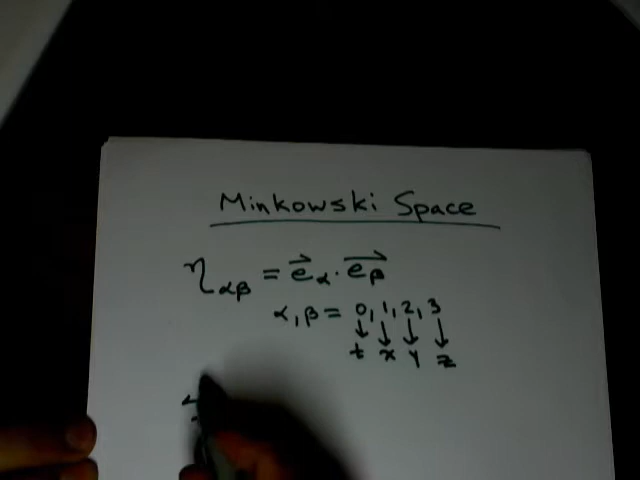 Minkowski Space
η_αβ = e⃗_α · e⃗_β
α, β = 0, 1, 2, 3
↓ ↓ ↓ ↓
t x y z